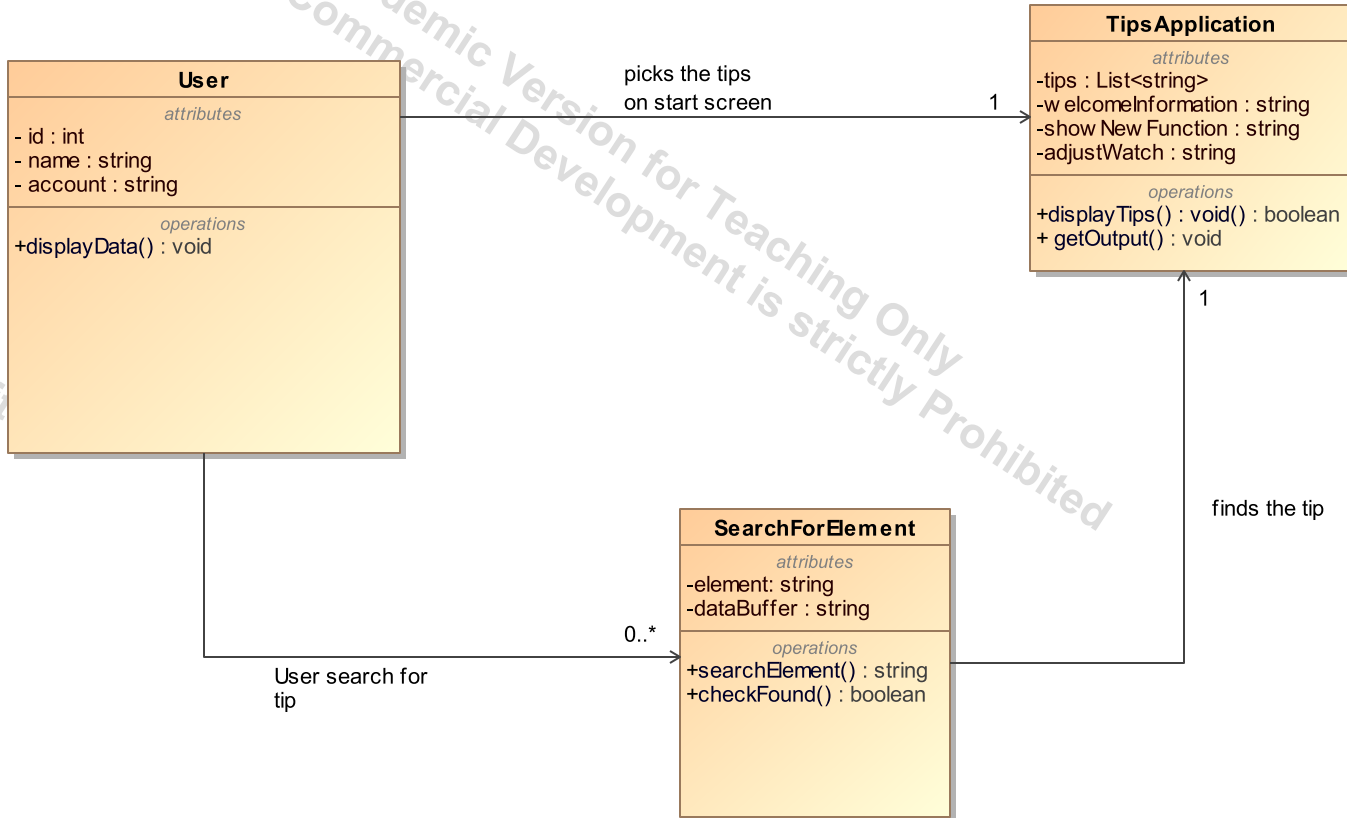 demic Version for Teaching Only
Commercial Development is strictly Prohibited
User
attributes
- id : int
- name : string
- account : string
operations
+displayData() : void
picks the tips
on start screen
1
TipsApplication
attributes
-tips : List<string>
-welcomeInformation : string
-show New Function : string
-adjustWatch : string
operations
+displayTips() : void() : boolean
+ getOutput() : void
1
finds the tip
SearchForElement
attributes
-element: string
-dataBuffer : string
operations
+searchElement() : string
+checkFound() : boolean
0..*
User search for
tip